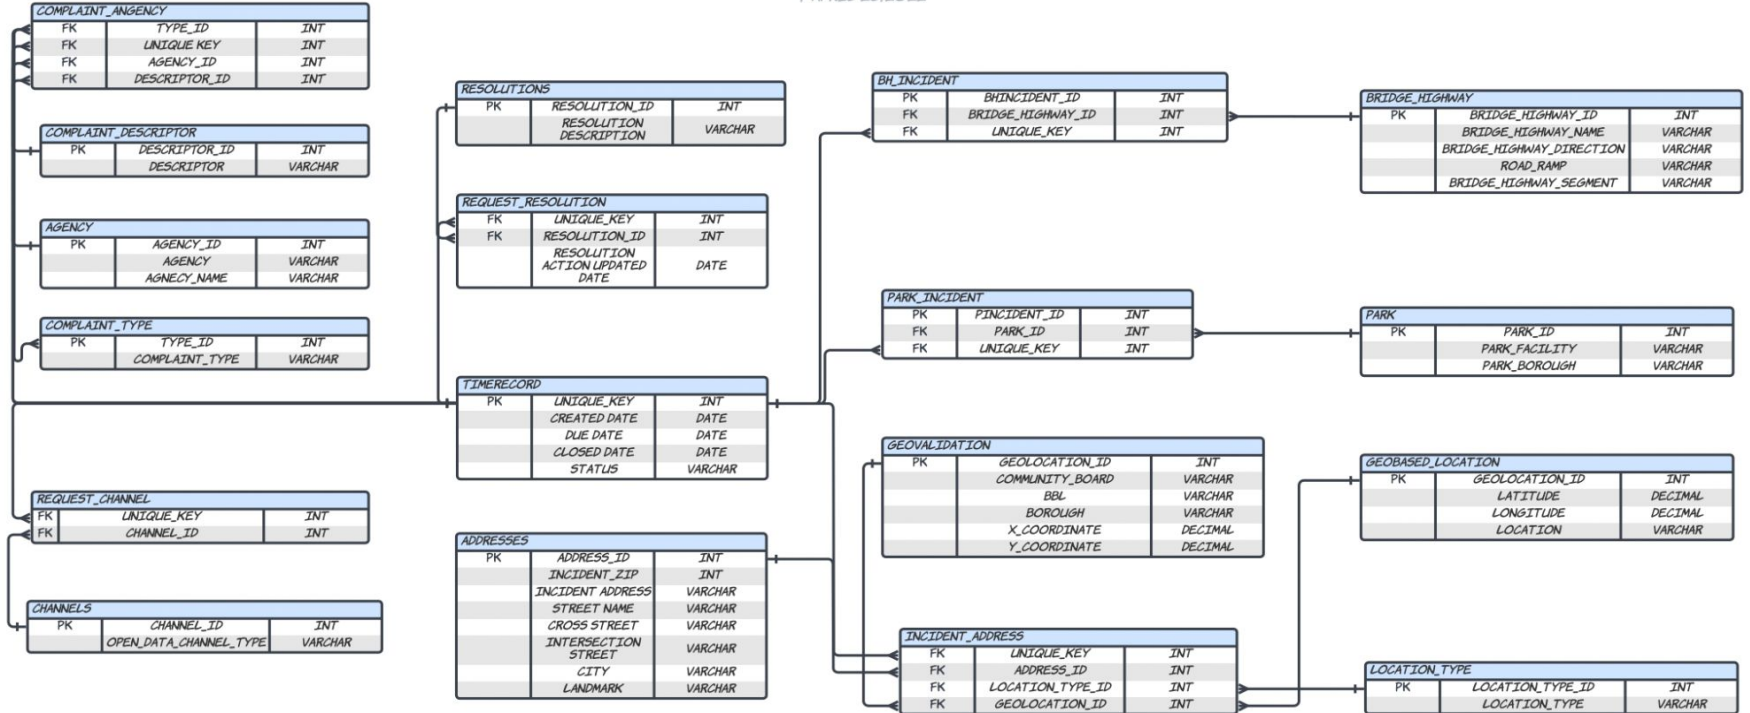 COMPLAINT_ANGENCY
FK TYPE_ID INT
FK UNIQUE KEY INT
FK AGENCY_ID INT
FK DESCRIPTOR_ID INT
COMPLAINT_DESCRIPTOR
PK DESCRIPTOR_ID INT
DESCRIPTOR VARCHAR
AGENCY
PK AGENCY_ID INT
AGENCY VARCHAR
AGNECY_NAME VARCHAR
COMPLAINT_TYPE
PK TYPE_ID INT
COMPLAINT_TYPE VARCHAR
REQUEST_CHANNEL
FK UNIQUE_KEY INT
FK CHANNEL_ID INT
CHANNELS
PK CHANNEL_ID INT
OPEN_DATA_CHANNEL_TYPE VARCHAR
RESOLUTIONS
PK RESOLUTION_ID INT
RESOLUTION
DESCRIPTION VARCHAR
REQUEST_RESOLUTION
FK UNIQUE_KEY INT
FK RESOLUTION_ID INT
RESOLUTION
ACTION UPDATED DATE
DATE
TIMERECORD
PK UNIQUE_KEY INT
CREATED DATE DATE
DUE DATE DATE
CLOSED DATE DATE
STATUS VARCHAR
ADDRESSES
PK ADDRESS_ID INT
INCIDENT_ZIP INT
INCIDENT ADDRESS VARCHAR
STREET NAME VARCHAR
CROSS STREET VARCHAR
INTERSECTION
STREET VARCHAR
CITY VARCHAR
LANDMARK VARCHAR
BH_INCIDENT
PK BHINCIDENT_ID INT
FK BRIDGE_HIGHWAY_ID INT
FK UNIQUE_KEY INT
PARK_INCIDENT
PK PINCIDENT_ID INT
FK PARK_ID INT
FK UNIQUE_KEY INT
GEOVALIDATION
PK GEOLOCATION_ID INT
COMMUNITY_BOARD VARCHAR
BBL VARCHAR
BOROUGH VARCHAR
X_COORDINATE DECIMAL
Y_COORDINATE DECIMAL
INCIDENT_ADDRESS
FK UNIQUE_KEY INT
FK ADDRESS_ID INT
FK LOCATION_TYPE_ID INT
FK GEOLOCATION_ID INT
BRIDGE_HIGHWAY
PK BRIDGE_HIGHWAY_ID INT
BRIDGE_HIGHWAY_NAME VARCHAR
BRIDGE_HIGHWAY_DIRECTION VARCHAR
ROAD_RAMP VARCHAR
BRIDGE_HIGHWAY_SEGMENT VARCHAR
PARK
PK PARK_ID INT
PARK_FACILITY VARCHAR
PARK_BOROUGH VARCHAR
GEOBASED_LOCATION
PK GEOLOCATION_ID INT
LATITUDE DECIMAL
LONGITUDE DECIMAL
LOCATION VARCHAR
LOCATION_TYPE
PK LOCATION_TYPE_ID INT
LOCATION_TYPE VARCHAR